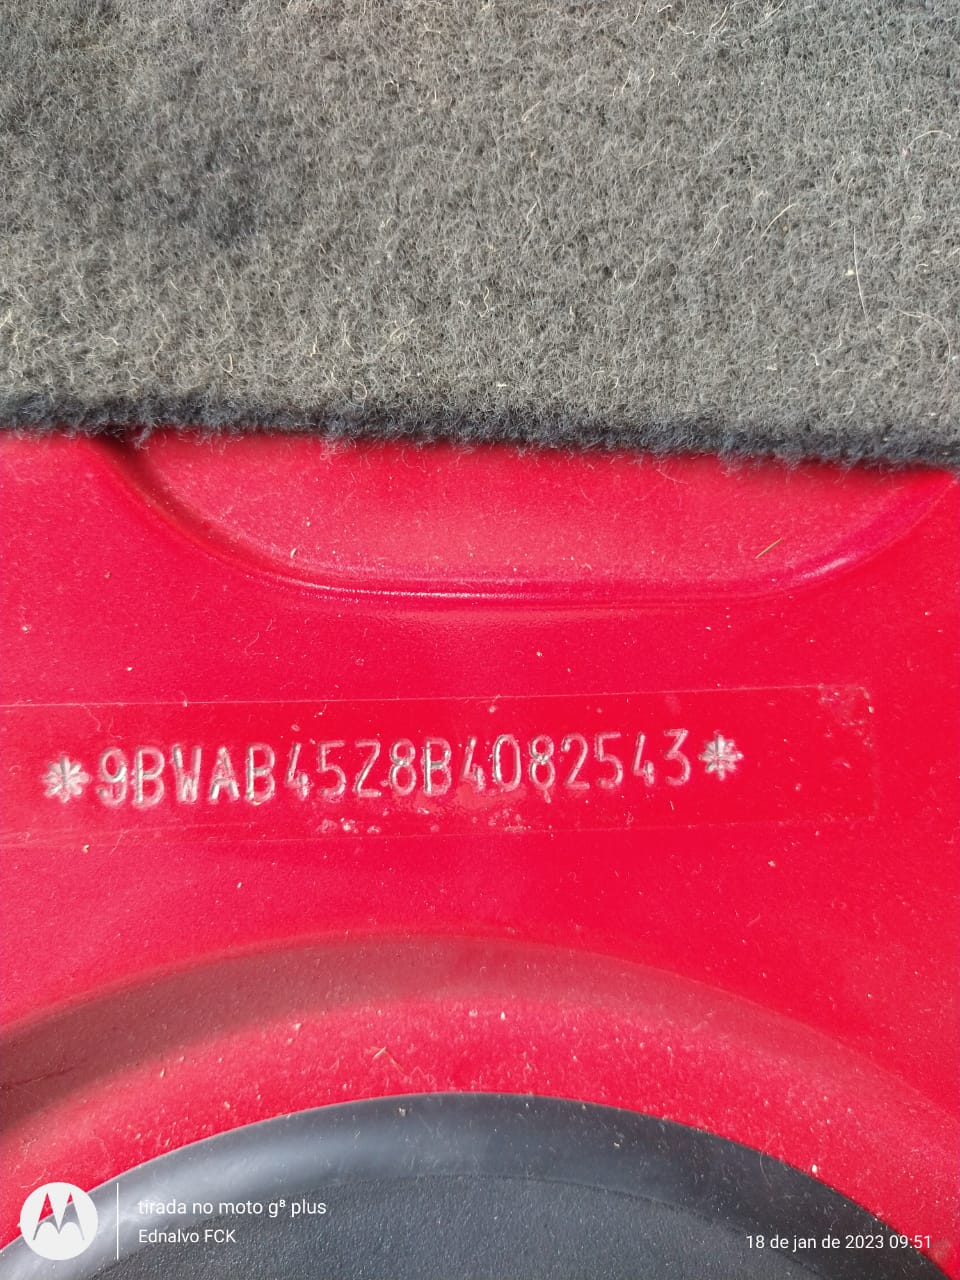 *9BWAB45Z8B4082543*
tirada no moto g⁸ plus
Ednalvo FCK
18 de jan de 2023 09:51